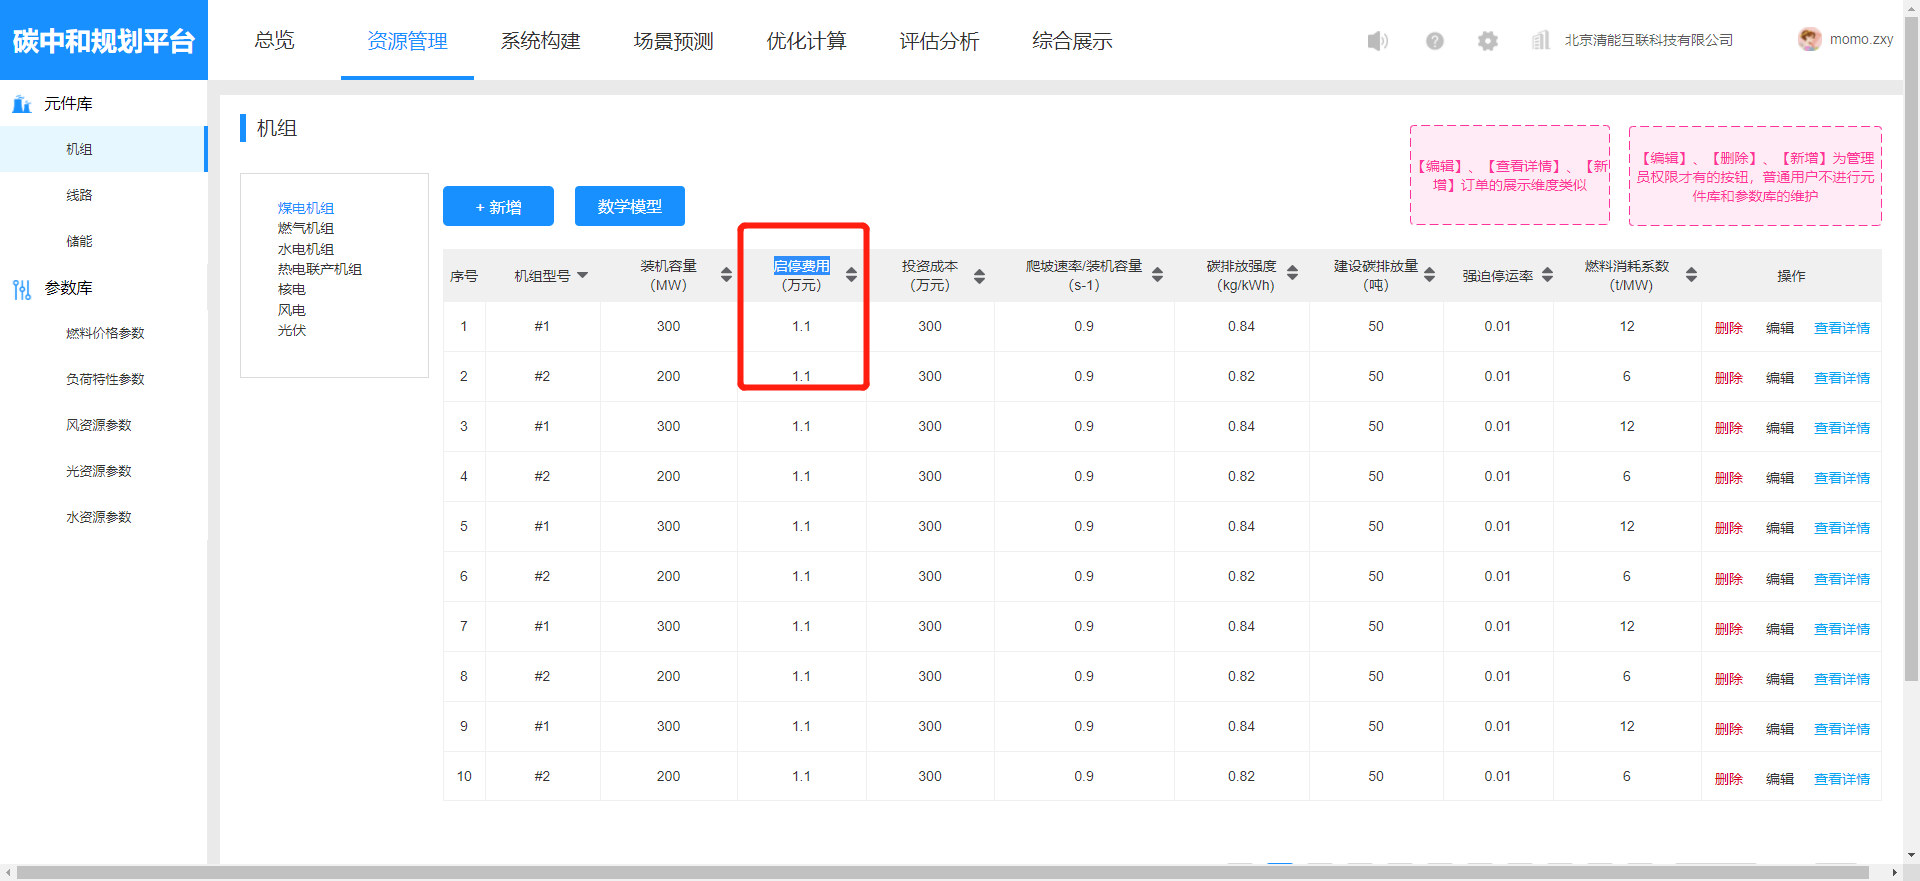 碳中和规划平台
总览
资源管理
系统构建
场景预测
优化计算
评估分析
综合展示
北京清能互联科技有限公司
momo.zxy
元件库
机组
线路
储能
参数库
燃料价格参数
负荷特性参数
风资源参数
光资源参数
水资源参数
机组
【编辑】、【查看详情】、【新
增】订单的展示维度类似
【编辑】、【删除】、【新增】为管理
员权限才有的按钮，普通用户不进行元
件库和参数库的维护
煤电机组
燃气机组
水电机组
热电联产机组
核电
风电
光伏
+ 新增
数学模型
序号 机组型号 装机容量 启停费用 投资成本 爬坡速率/装机容量 碳排放强度 建设碳排放量 强迫停运率 燃料消耗系数 操作
（MW） （万元） （万元） （s-1） （kg/kWh） （吨） （t/MW）
1 #1 300 1.1 300 0.9 0.84 50 0.01 12 删除 编辑 查看详情
2 #2 200 1.1 300 0.9 0.82 50 0.01 6 删除 编辑 查看详情
3 #1 300 1.1 300 0.9 0.84 50 0.01 12 删除 编辑 查看详情
4 #2 200 1.1 300 0.9 0.82 50 0.01 6 删除 编辑 查看详情
5 #1 300 1.1 300 0.9 0.84 50 0.01 12 删除 编辑 查看详情
6 #2 200 1.1 300 0.9 0.82 50 0.01 6 删除 编辑 查看详情
7 #1 300 1.1 300 0.9 0.84 50 0.01 12 删除 编辑 查看详情
8 #2 200 1.1 300 0.9 0.82 50 0.01 6 删除 编辑 查看详情
9 #1 300 1.1 300 0.9 0.84 50 0.01 12 删除 编辑 查看详情
10 #2 200 1.1 300 0.9 0.82 50 0.01 6 删除 编辑 查看详情